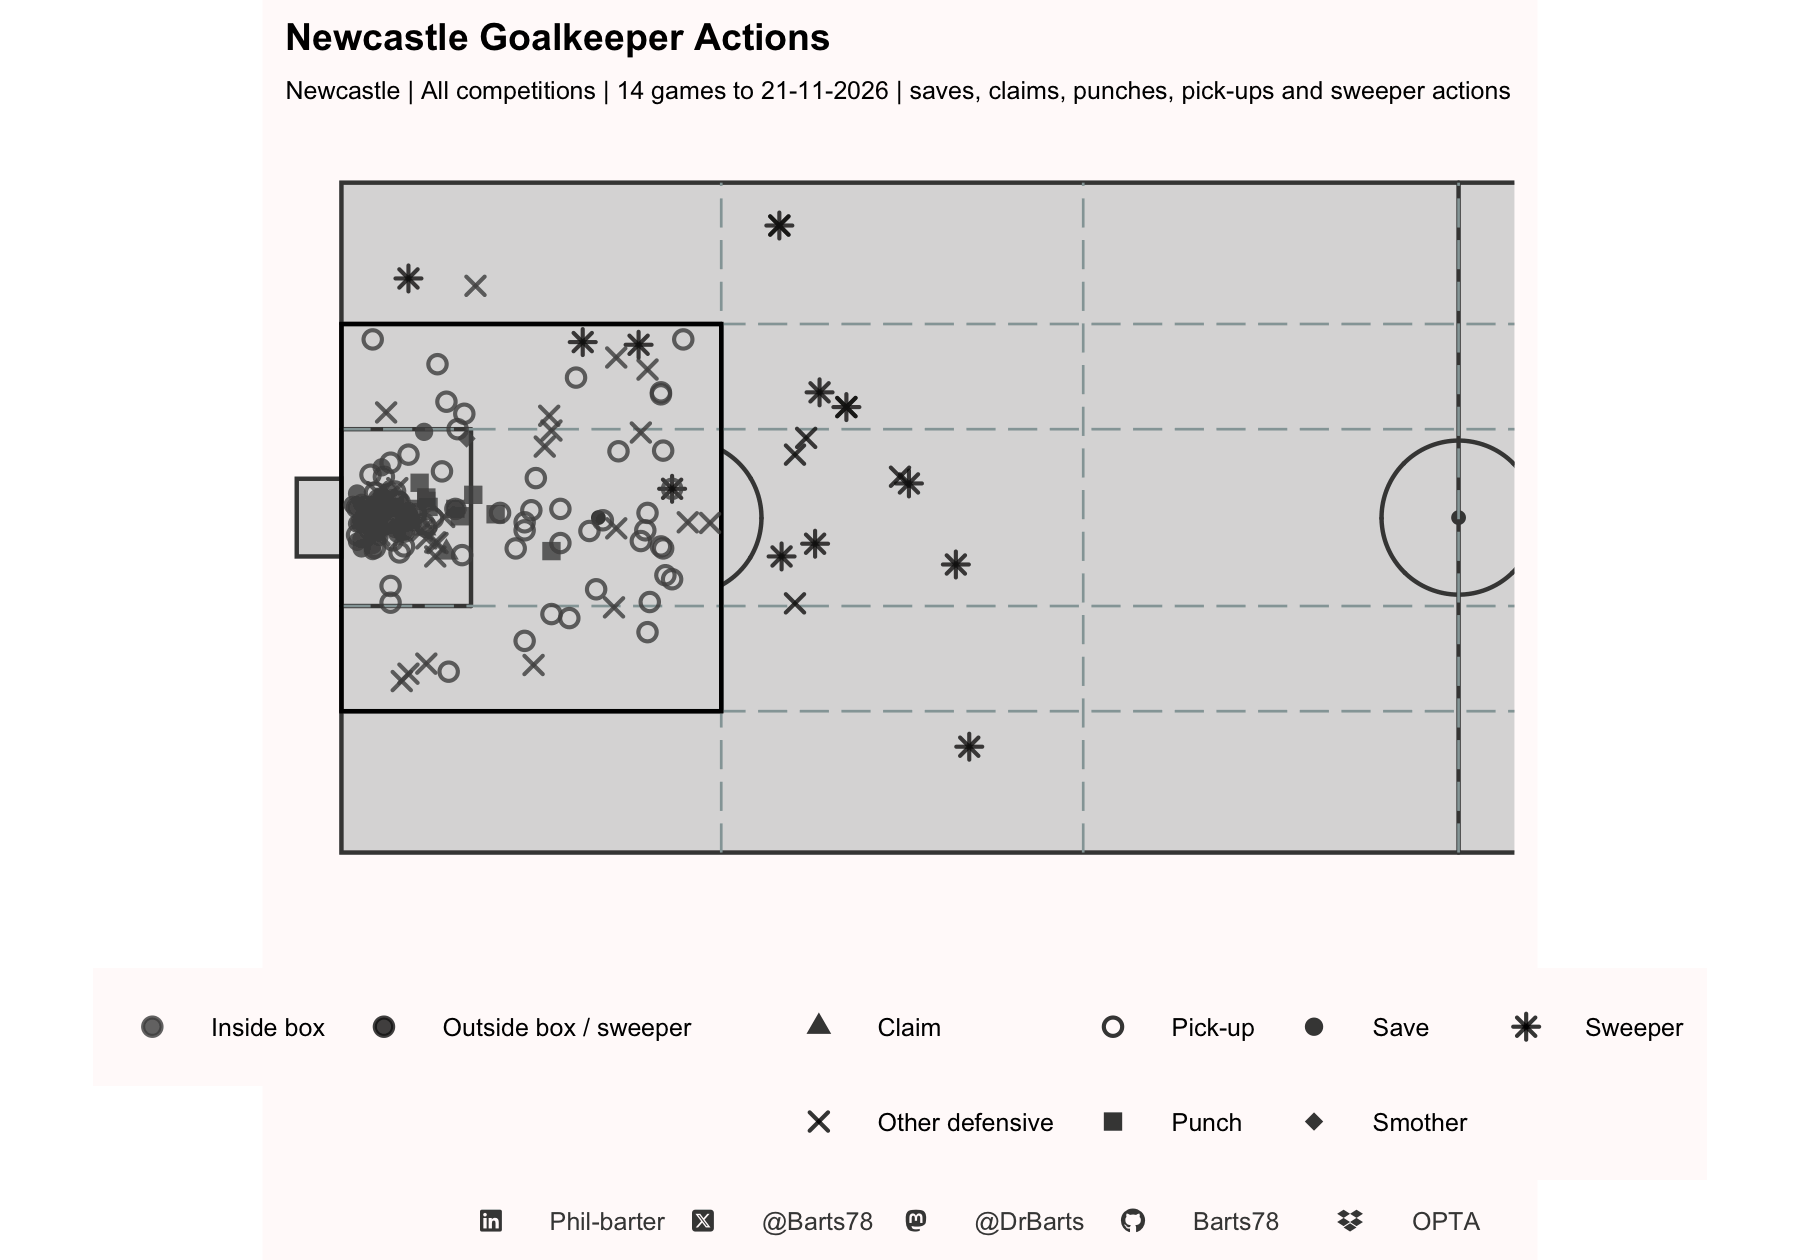 Newcastle Goalkeeper Actions
Newcastle | All competitions | 14 games to 21-11-2026 | saves, claims, punches, pick-ups and sweeper actions
Inside box Outside box / sweeper Claim Pick-up Save Sweeper
Other defensive Punch Smother
Phil-barter @Barts78 @DrBarts Barts78 OPTA